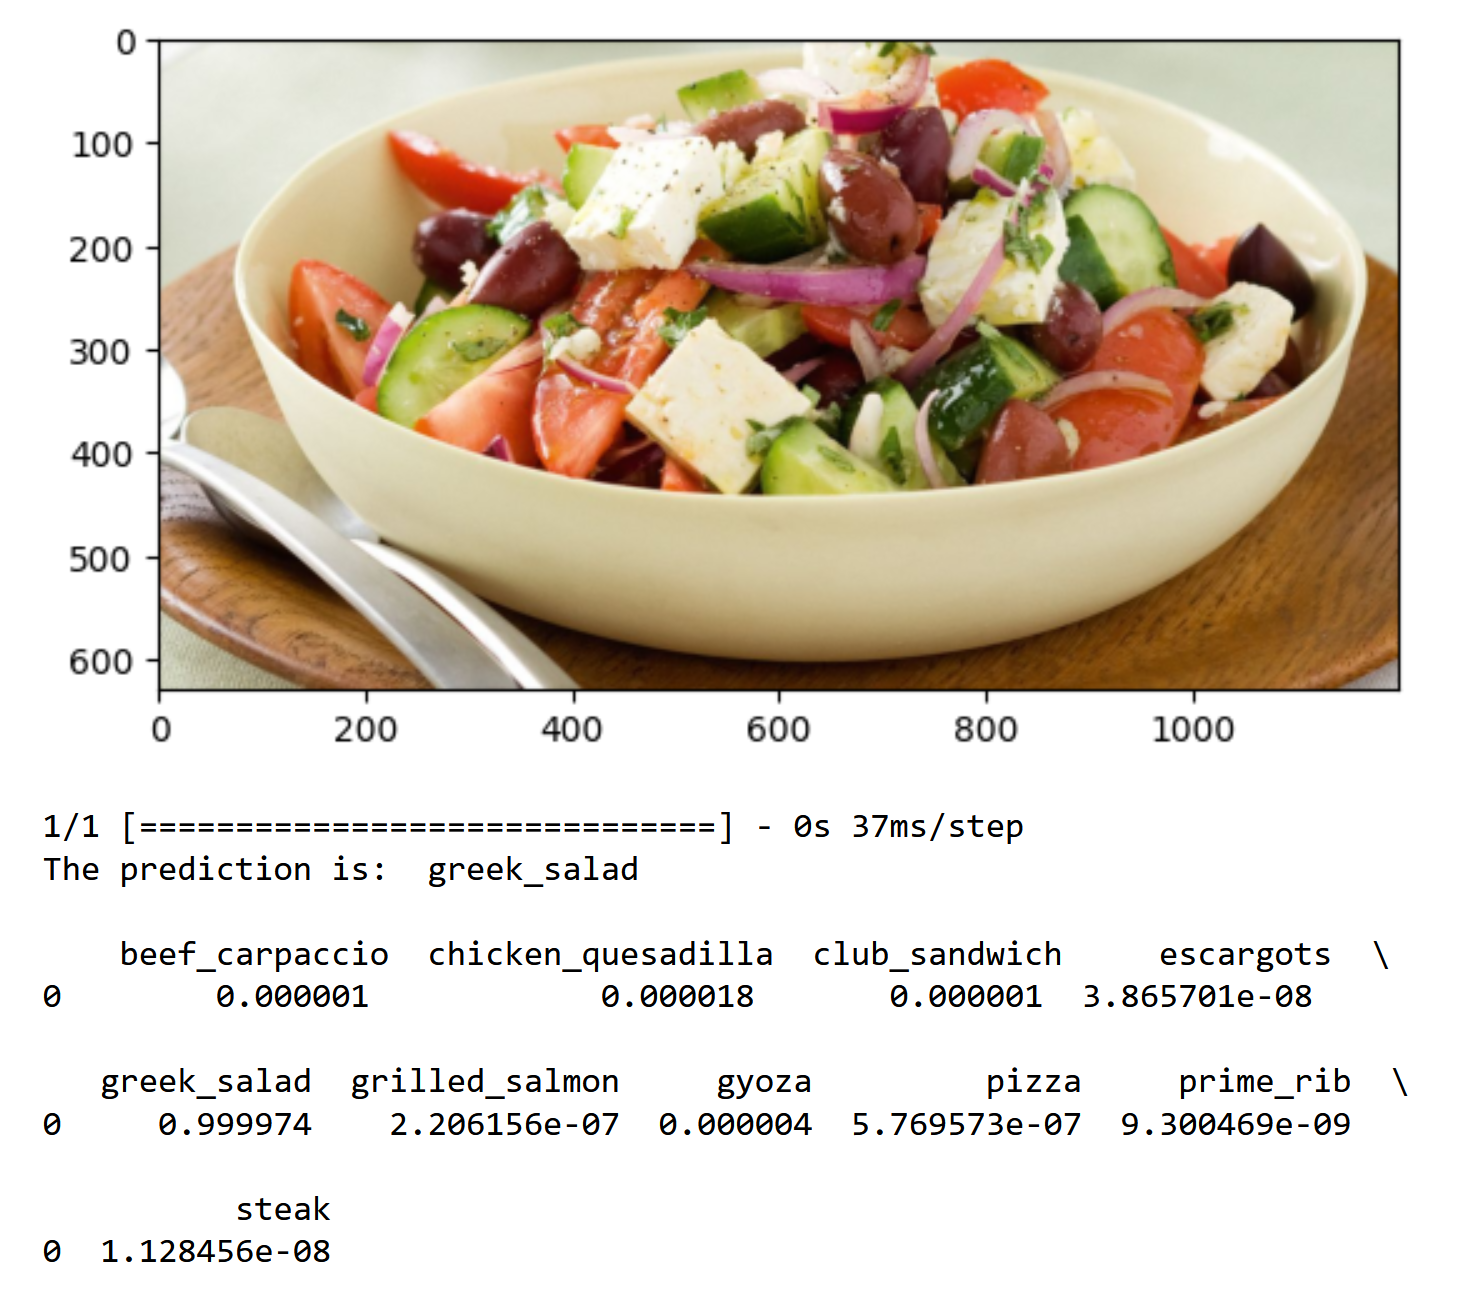 0
100
200
300
400
500
600
0 200 400 600 800 1000
1/1 [==============================] - 0s 37ms/step
The prediction is:  greek_salad
    beef_carpaccio  chicken_quesadilla  club_sandwich     escargots  \
0        0.000001            0.000018       0.000001  3.865701e-08
   greek_salad  grilled_salmon     gyoza         pizza     prime_rib  \
0     0.999974    2.206156e-07  0.000004  5.769573e-07  9.300469e-09
          steak
0  1.128456e-08